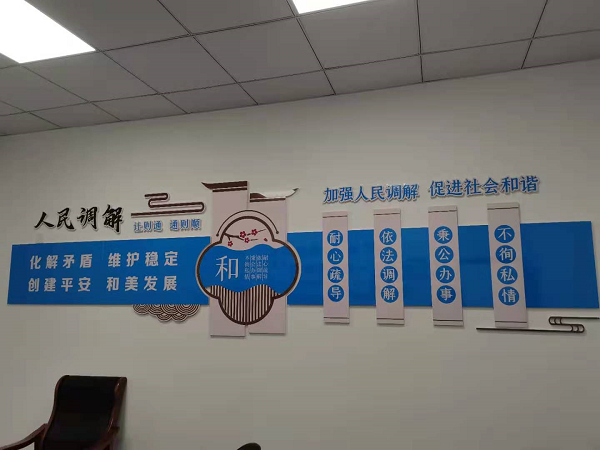 人民调解
让则通 通则顺
化解矛盾 维护稳定
创建平安 和美发展
和
加强人民调解 促进社会和谐
耐心疏导
依法调解
秉公办事
不徇私情